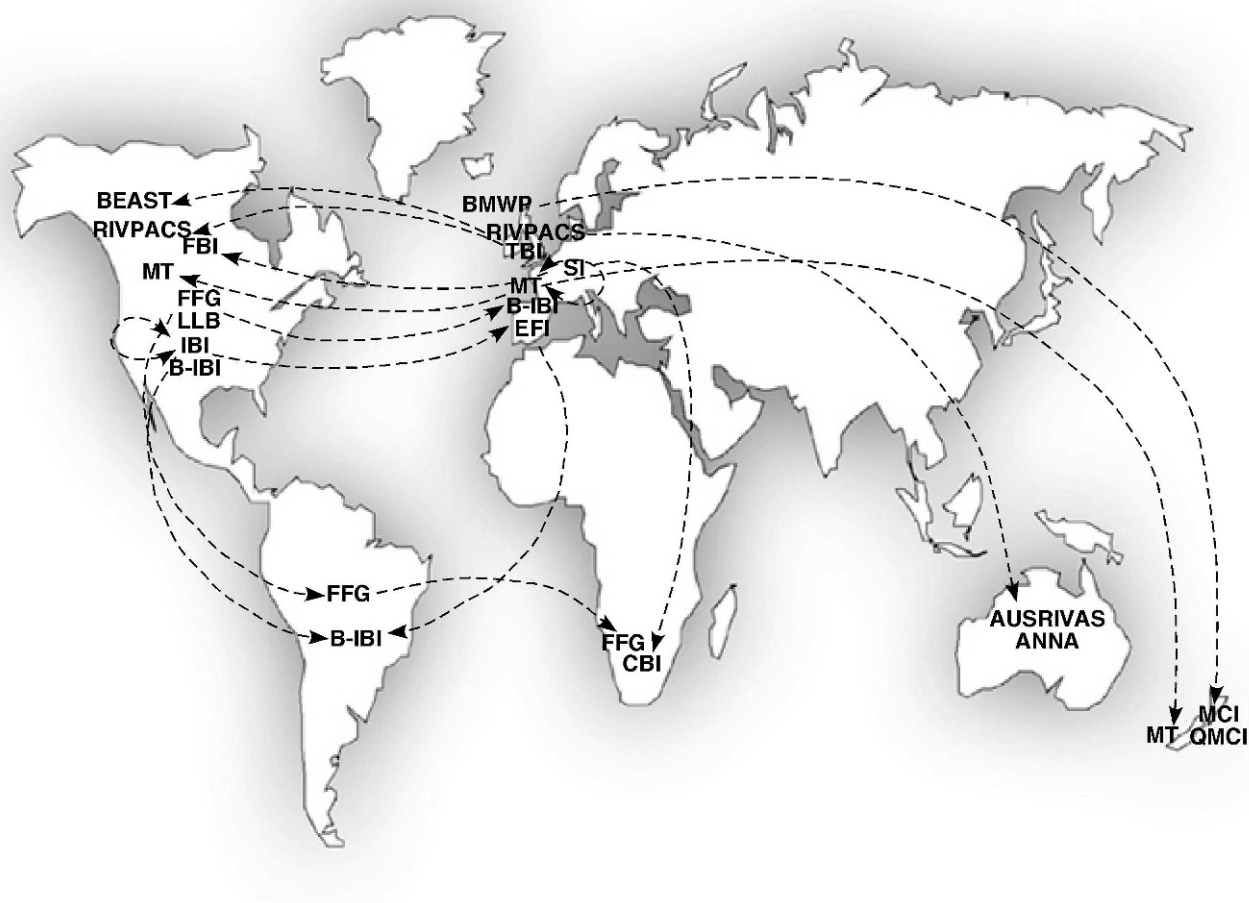 BEAST
RIVPACS
FBI
MT
FFG
LLB
IBI
B-IBI
BMWP
RIVPACS
TBI
SI
MT
B-IBI
EFI
FFG
B-IBI
FFG
CBI
AUSRIVAS
ANNA
MCI
MT QMCI